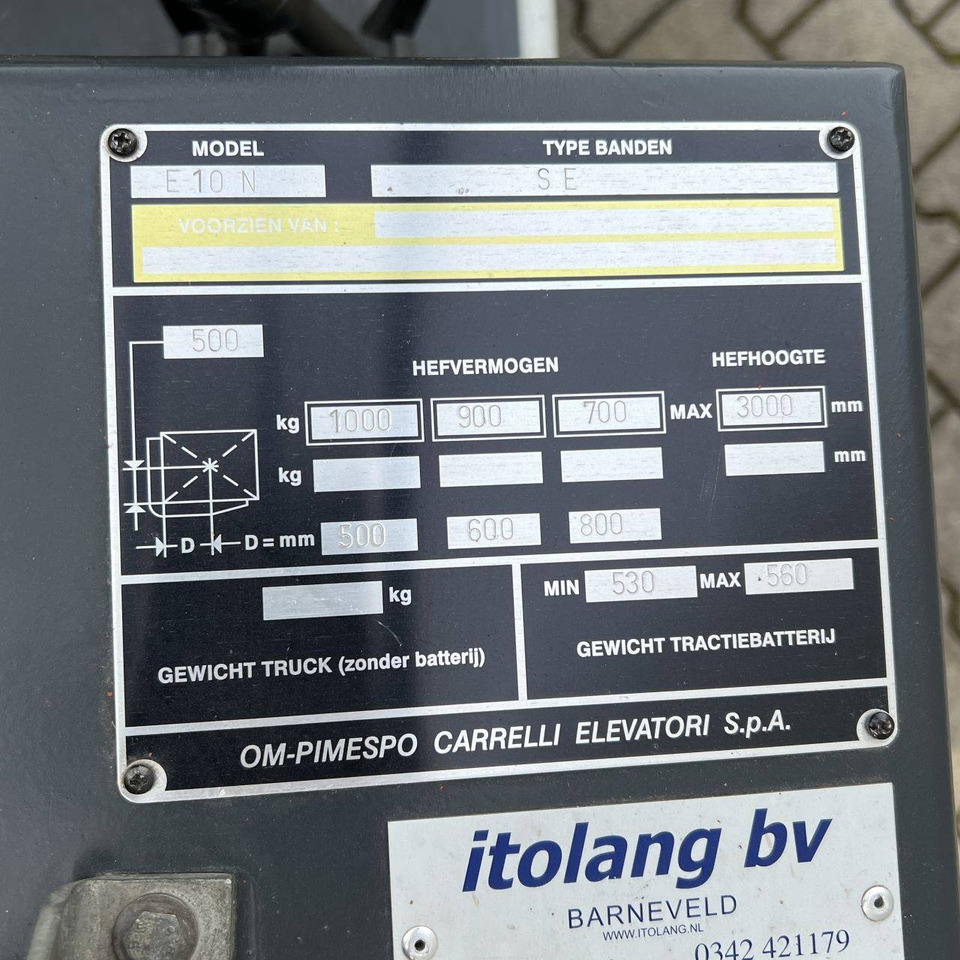 MODEL TYPE BANDEN
E 10 N SE
VOORZIEN VAN :
500
HEFVERMOGEN HEFHOOGTE
kg 1000 900 700 MAX 3000 mm
kg mm
D D = mm 500 600 800
kg MIN 530 MAX 560
GEWICHT TRUCK (zonder batterij) GEWICHT TRACTIEBATTERIJ
OM-PIMESPO CARRELLI ELEVATORI S.p.A.
itolang bv
BARNEVELD
WWW.ITOLANG.NL
0342 421179